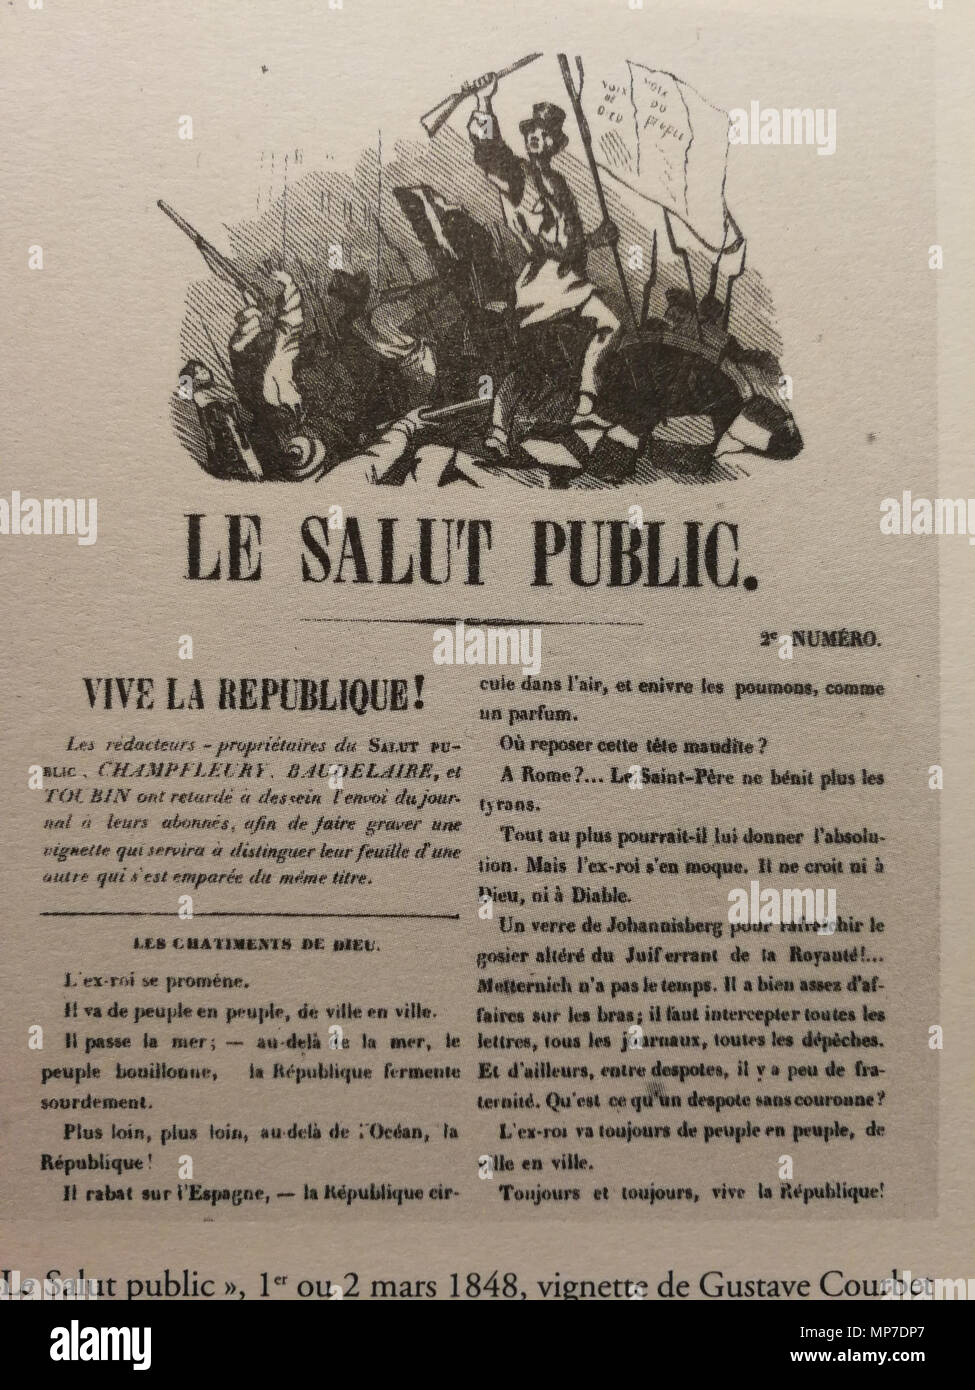 VOIX
DE
DIEU
VOIX
DU
peuple
LE SALUT PUBLIC.
2e NUMÉRO.
VIVE LA REPUBLIQUE!
Les rédacteurs-propriétaires du SALUT PU-
BLIC, CHAMPFLEURY, BAUDELAIRE, et
TOUBIN ont retardé à dessein l'envoi du jour-
nal à leurs abonnés, afin de faire graver une
vignette qui servira à distinguer leur feuille d'une
autre qui s'est emparée du même titre.
LES CHATIMENTS DE DIEU.
L'ex-roi se promène.
Il va de peuple en peuple, de ville en ville.
Il passe la mer; — au-delà de la mer, le
peuple bouillonne, la République fermente
sourdement.
Plus loin, plus loin, au-delà de l'Océan, la
République!
Il rabat sur l'Espagne, — la République cir-
cule dans l'air, et enivre les poumons, comme
un parfum.
Où reposer cette tête maudite?
A Rome?... Le Saint-Père ne bénit plus les
tyrans.
Tout au plus pourrait-il lui donner l'absolu-
tion. Mais l'ex-roi s'en moque. Il ne croit ni à
Dieu, ni à Diable.
Un verre de Johannisberg pour rafraîchir le
gosier altéré du Juif errant de la Royauté!...
Metternich n'a pas le temps. Il a bien assez d'af-
faires sur les bras; il faut intercepter toutes les
lettres, tous les journaux, toutes les dépêches.
Et d'ailleurs, entre despotes, il y a peu de fra-
ternité. Qu'est ce qu'un despote sans couronne?
L'ex-roi va toujours de peuple en peuple, de
ville en ville.
Toujours et toujours, vive la République!
Le Salut public », 1er ou 2 mars 1848, vignette de Gustave Courbet
alamy
Image ID: MP7DP7
www.alamy.com